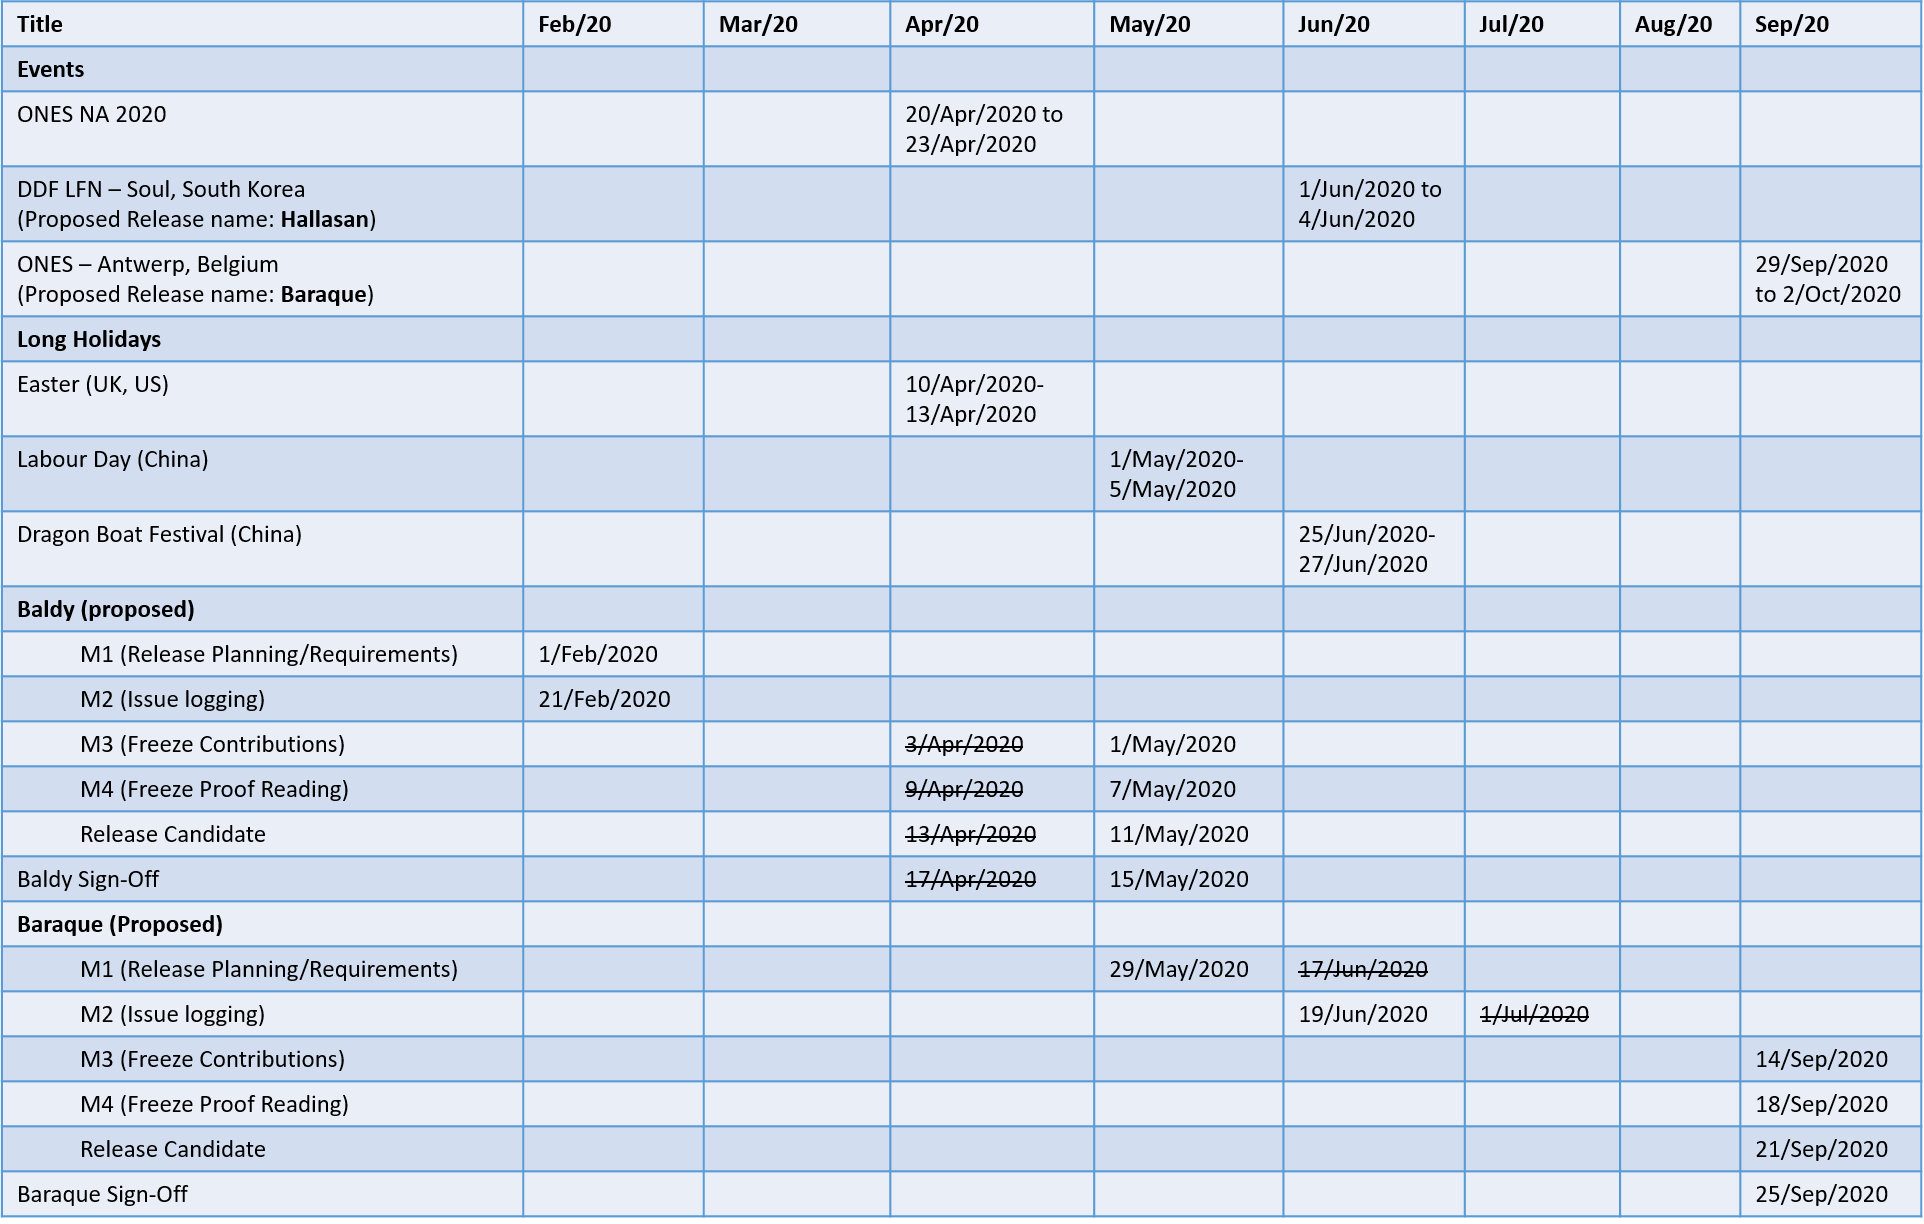 Title Feb/20 Mar/20 Apr/20 May/20 Jun/20 Jul/20 Aug/20 Sep/20
Events
ONES NA 2020 20/Apr/2020 to
23/Apr/2020
DDF LFN – Soul, South Korea 1/Jun/2020 to
(Proposed Release name: Hallasan) 4/Jun/2020
ONES – Antwerp, Belgium 29/Sep/2020
(Proposed Release name: Baraque) to 2/Oct/2020
Long Holidays
Easter (UK, US) 10/Apr/2020-
13/Apr/2020
Labour Day (China) 1/May/2020-
5/May/2020
Dragon Boat Festival (China) 25/Jun/2020-
27/Jun/2020
Baldy (proposed)
M1 (Release Planning/Requirements) 1/Feb/2020
M2 (Issue logging) 21/Feb/2020
M3 (Freeze Contributions) 3/Apr/2020 1/May/2020
M4 (Freeze Proof Reading) 9/Apr/2020 7/May/2020
Release Candidate 13/Apr/2020 11/May/2020
Baldy Sign-Off 17/Apr/2020 15/May/2020
Baraque (Proposed)
M1 (Release Planning/Requirements) 29/May/2020 17/Jun/2020
M2 (Issue logging) 19/Jun/2020 1/Jul/2020
M3 (Freeze Contributions) 14/Sep/2020
M4 (Freeze Proof Reading) 18/Sep/2020
Release Candidate 21/Sep/2020
Baraque Sign-Off 25/Sep/2020